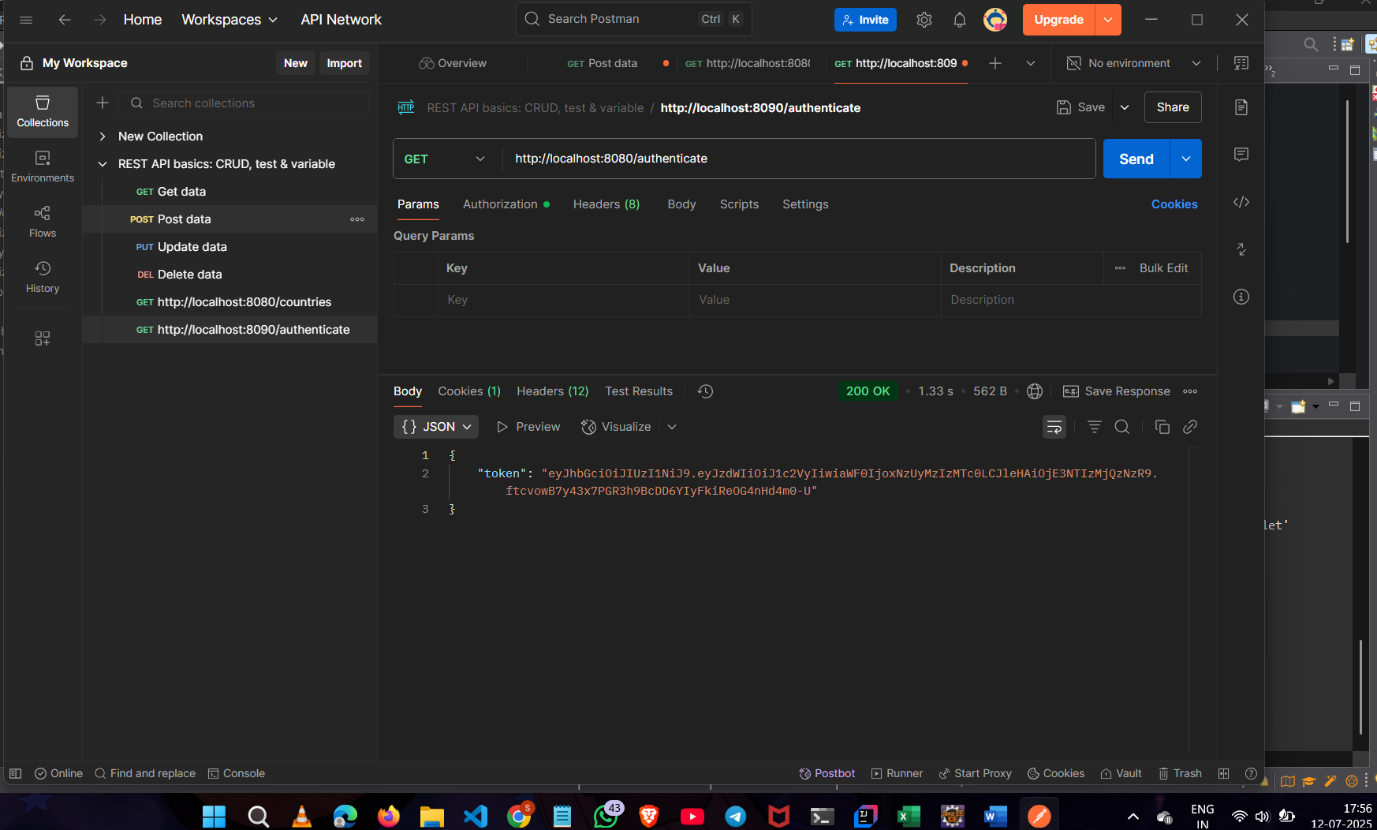 Home
Workspaces
API Network
Search Postman
Ctrl
K
Invite
Upgrade
My Workspace
New
Import
Overview
GET Post data
GET http://localhost:808
GET http://localhost:809
No environment
Collections
Search collections
REST API basics: CRUD, test & variable / http://localhost:8090/authenticate
Save
Share
New Collection
GET
http://localhost:8080/authenticate
Send
REST API basics: CRUD, test & variable
Environments
GET Get data
Params
Authorization
Headers (8)
Body
Scripts
Settings
Cookies
POST Post data
Flows
Query Params
PUT Update data
Key
Value
Description
Bulk Edit
DEL Delete data
History
GET http://localhost:8080/countries
Key
Value
Description
GET http://localhost:8090/authenticate
Body
Cookies (1)
Headers (12)
Test Results
200 OK
1.33 s
562 B
e.g.
Save Response
{} JSON
Preview
Visualize
1 {
2 "token": "eyJhbGciOiJIUzI1NiJ9.eyJzdWIiOiJ1c2VyIiwiaWF0IjoxNzUyMzIzMTc0LCJleHAiOjE3NTIzMjQzNzR9.
ftcvowB7y43x7PGR3h9BcDD6YIyFkiReOG4nHd4m0-U"
3 }
let'
Online
Find and replace
Console
Postbot
Runner
Start Proxy
Cookies
Vault
Trash
43
ENG
IN
17:56
12-07-2025